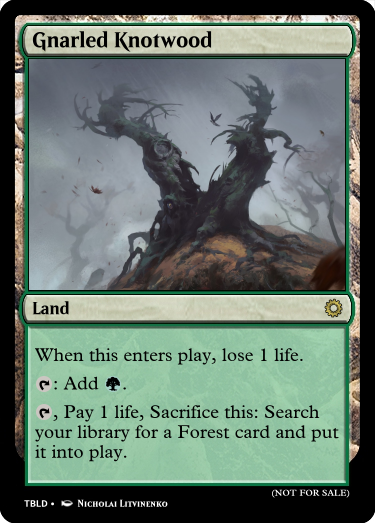 Gnarled Knotwood
Land
When this enters play, lose 1 life.
: Add .
, Pay 1 life, Sacrifice this: Search
your library for a Forest card and put
it into play.
(NOT FOR SALE)
TBLD • Nicholai Litvinenko